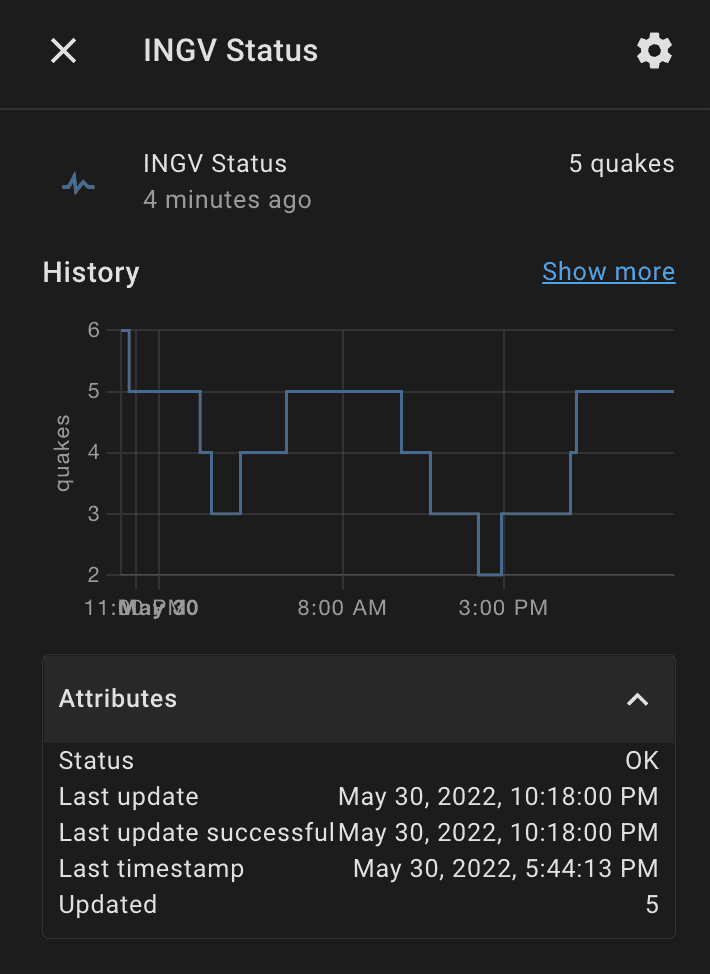 INGV Status
INGV Status 5 quakes
4 minutes ago
History Show more
6
5
4
3
2
quakes
11:00 PM May 30 8:00 AM 3:00 PM
Attributes
Status OK
Last update May 30, 2022, 10:18:00 PM
Last update successful May 30, 2022, 10:18:00 PM
Last timestamp May 30, 2022, 5:44:13 PM
Updated 5